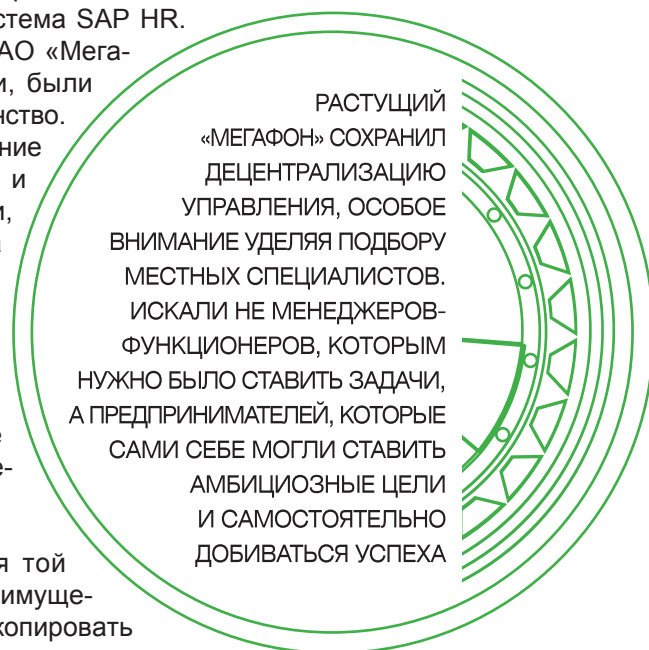 стема SAP HR.
АО «Мега-
и, были
нство.
ние
и
и,
РАСТУЩИЙ
«МЕГАФОН» СОХРАНИЛ
ДЕЦЕНТРАЛИЗАЦИЮ
УПРАВЛЕНИЯ, ОСОБОЕ
ВНИМАНИЕ УДЕЛЯЯ ПОДБОРУ
МЕСТНЫХ СПЕЦИАЛИСТОВ.
ИСКАЛИ НЕ МЕНЕДЖЕРОВ-
ФУНКЦИОНЕРОВ, КОТОРЫМ
НУЖНО БЫЛО СТАВИТЬ ЗАДАЧИ,
А ПРЕДПРИНИМАТЕЛЕЙ, КОТОРЫЕ
САМИ СЕБЕ МОГЛИ СТАВИТЬ
АМБИЦИОЗНЫЕ ЦЕЛИ
И САМОСТОЯТЕЛЬНО
ДОБИВАТЬСЯ УСПЕХА
е-
я той
имуще-
копировать